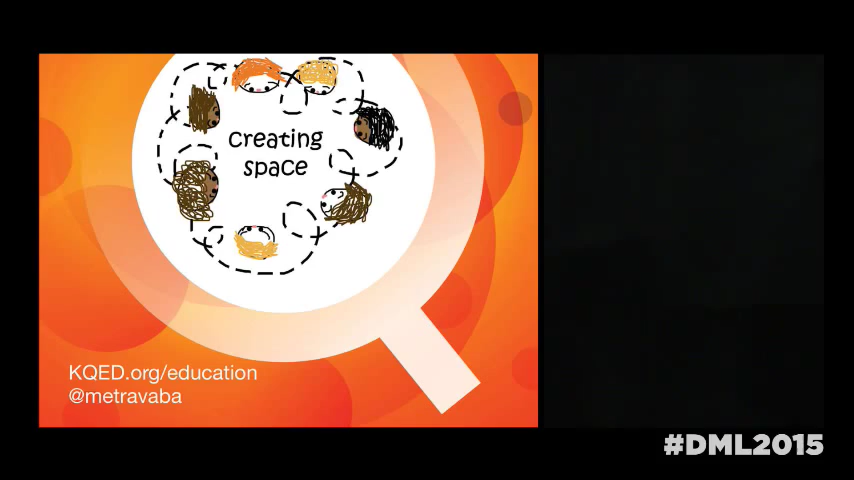 creating
space
KQED.org/education
@metravaba
#DML2015